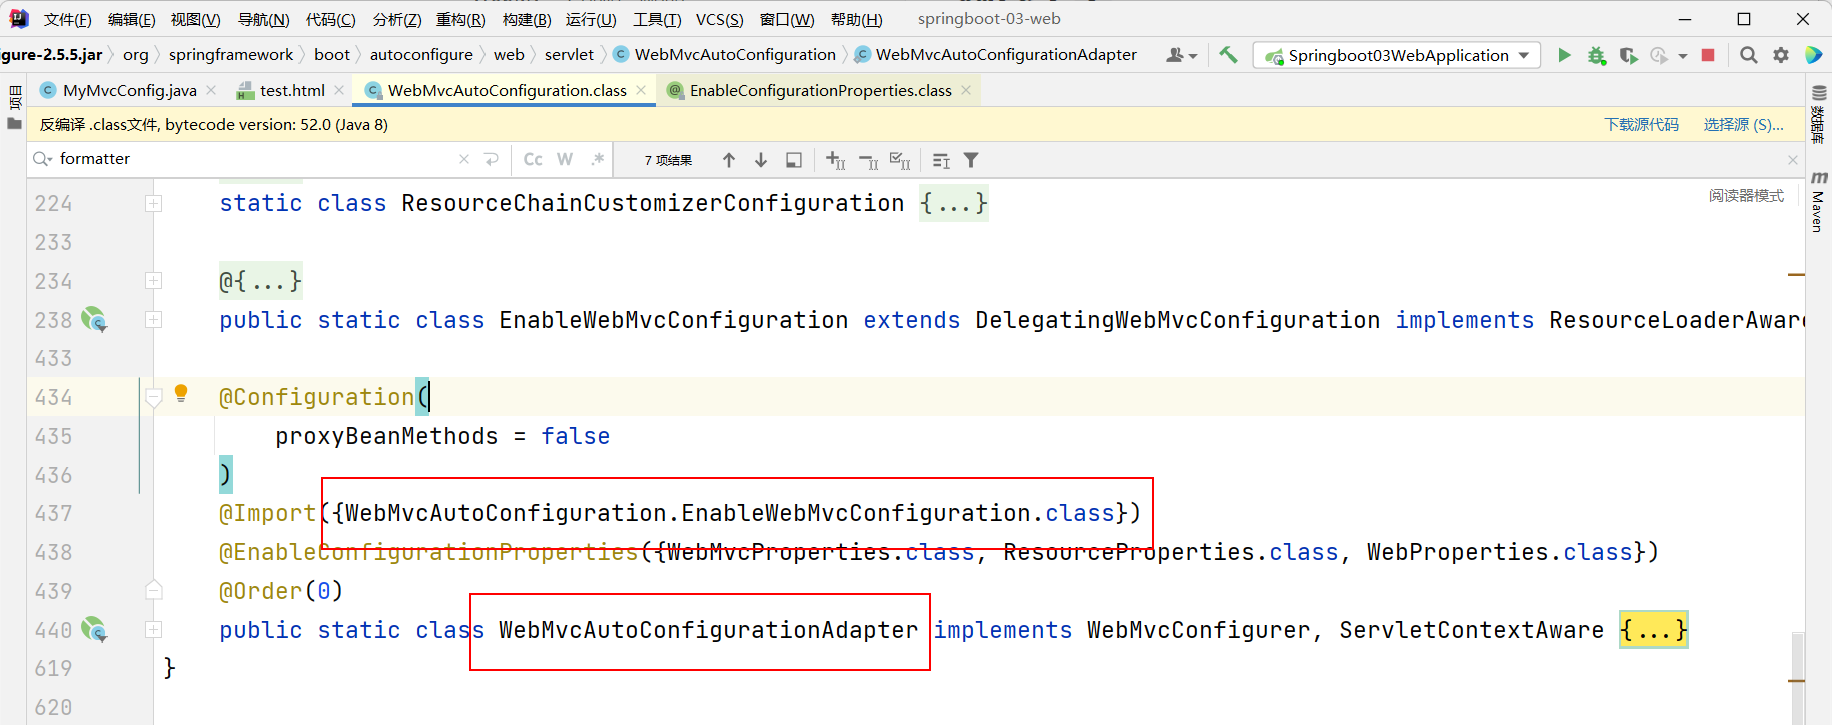 文件(F) 编辑(E) 视图(V) 导航(N) 代码(C) 分析(Z) 重构(R) 构建(B) 运行(U) 工具(T) VCS(S) 窗口(W) 帮助(H) springboot-03-web
igure-2.5.5.jar org springframework boot autoconfigure web servlet WebMvcAutoConfiguration WebMvcAutoConfigurationAdapter Springboot03WebApplication
项目
MyMvcConfig.java test.html WebMvcAutoConfiguration.class EnableConfigurationProperties.class
数据库
反编译 .class文件, bytecode version: 52.0 (Java 8) 下载源代码 选择源 (S)...
formatter Cc W .* 7 项结果
Maven
阅读器模式
224 static class ResourceChainCustomizerConfiguration {...}
233
234 @{...}
238 public static class EnableWebMvcConfiguration extends DelegatingWebMvcConfiguration implements ResourceLoaderAware
433
434 @Configuration(
435 proxyBeanMethods = false
436 )
437 @Import({WebMvcAutoConfiguration.EnableWebMvcConfiguration.class})
438 @EnableConfigurationProperties({WebMvcProperties.class, ResourceProperties.class, WebProperties.class})
439 @Order(0)
440 public static class WebMvcAutoConfigurationAdapter implements WebMvcConfigurer, ServletContextAware {...}
619 }
620